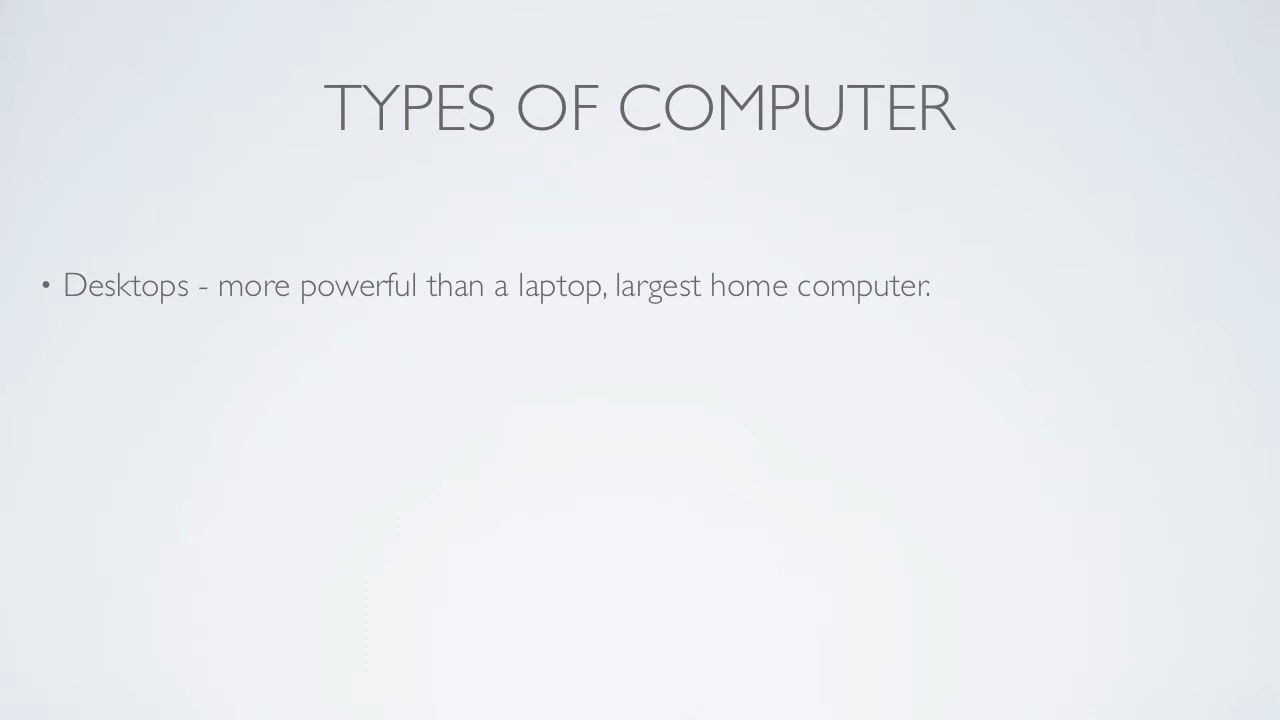 TYPES OF COMPUTER
• Desktops - more powerful than a laptop, largest home computer.